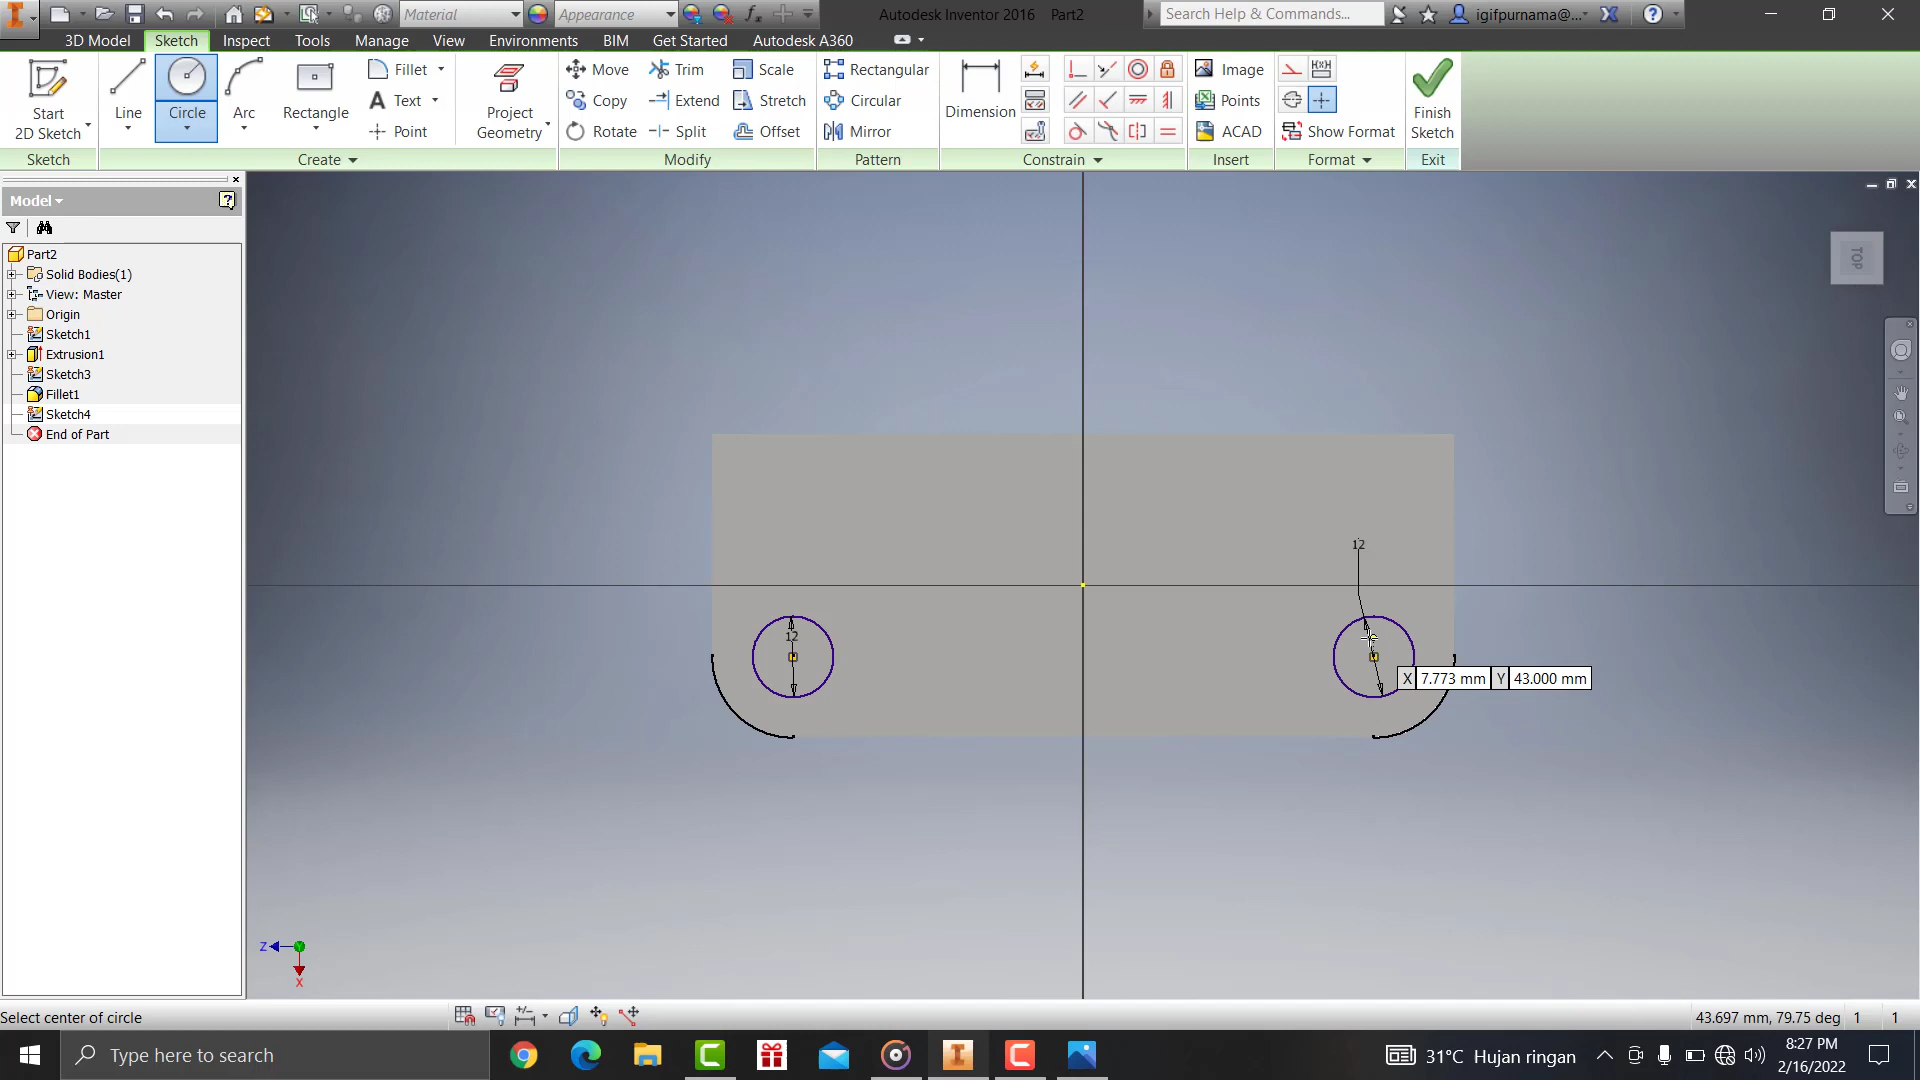 Material
Appearance
Autodesk Inventor 2016 Part2
Search Help & Commands...
igifpurnama@...
3D Model Sketch Inspect Tools Manage View Environments BIM Get Started Autodesk A360
Start
2D Sketch
Line
Circle
Arc
Rectangle
Fillet
Text
Point
Project
Geometry
Move
Copy
Rotate
Trim
Extend
Split
Scale
Stretch
Offset
Rectangular
Circular
Mirror
Dimension
Image
Points
ACAD
Show Format
Finish
Sketch
Sketch Create Modify Pattern Constrain Insert Format Exit
Model
Part2
Solid Bodies(1)
View: Master
Origin
Sketch1
Extrusion1
Sketch3
Fillet1
Sketch4
End of Part
TOP
12
12
X 7.773 mm Y 43.000 mm
Z
Y
X
Select center of circle
43.697 mm, 79.75 deg 1 1
Type here to search
31°C Hujan ringan
8:27 PM
2/16/2022